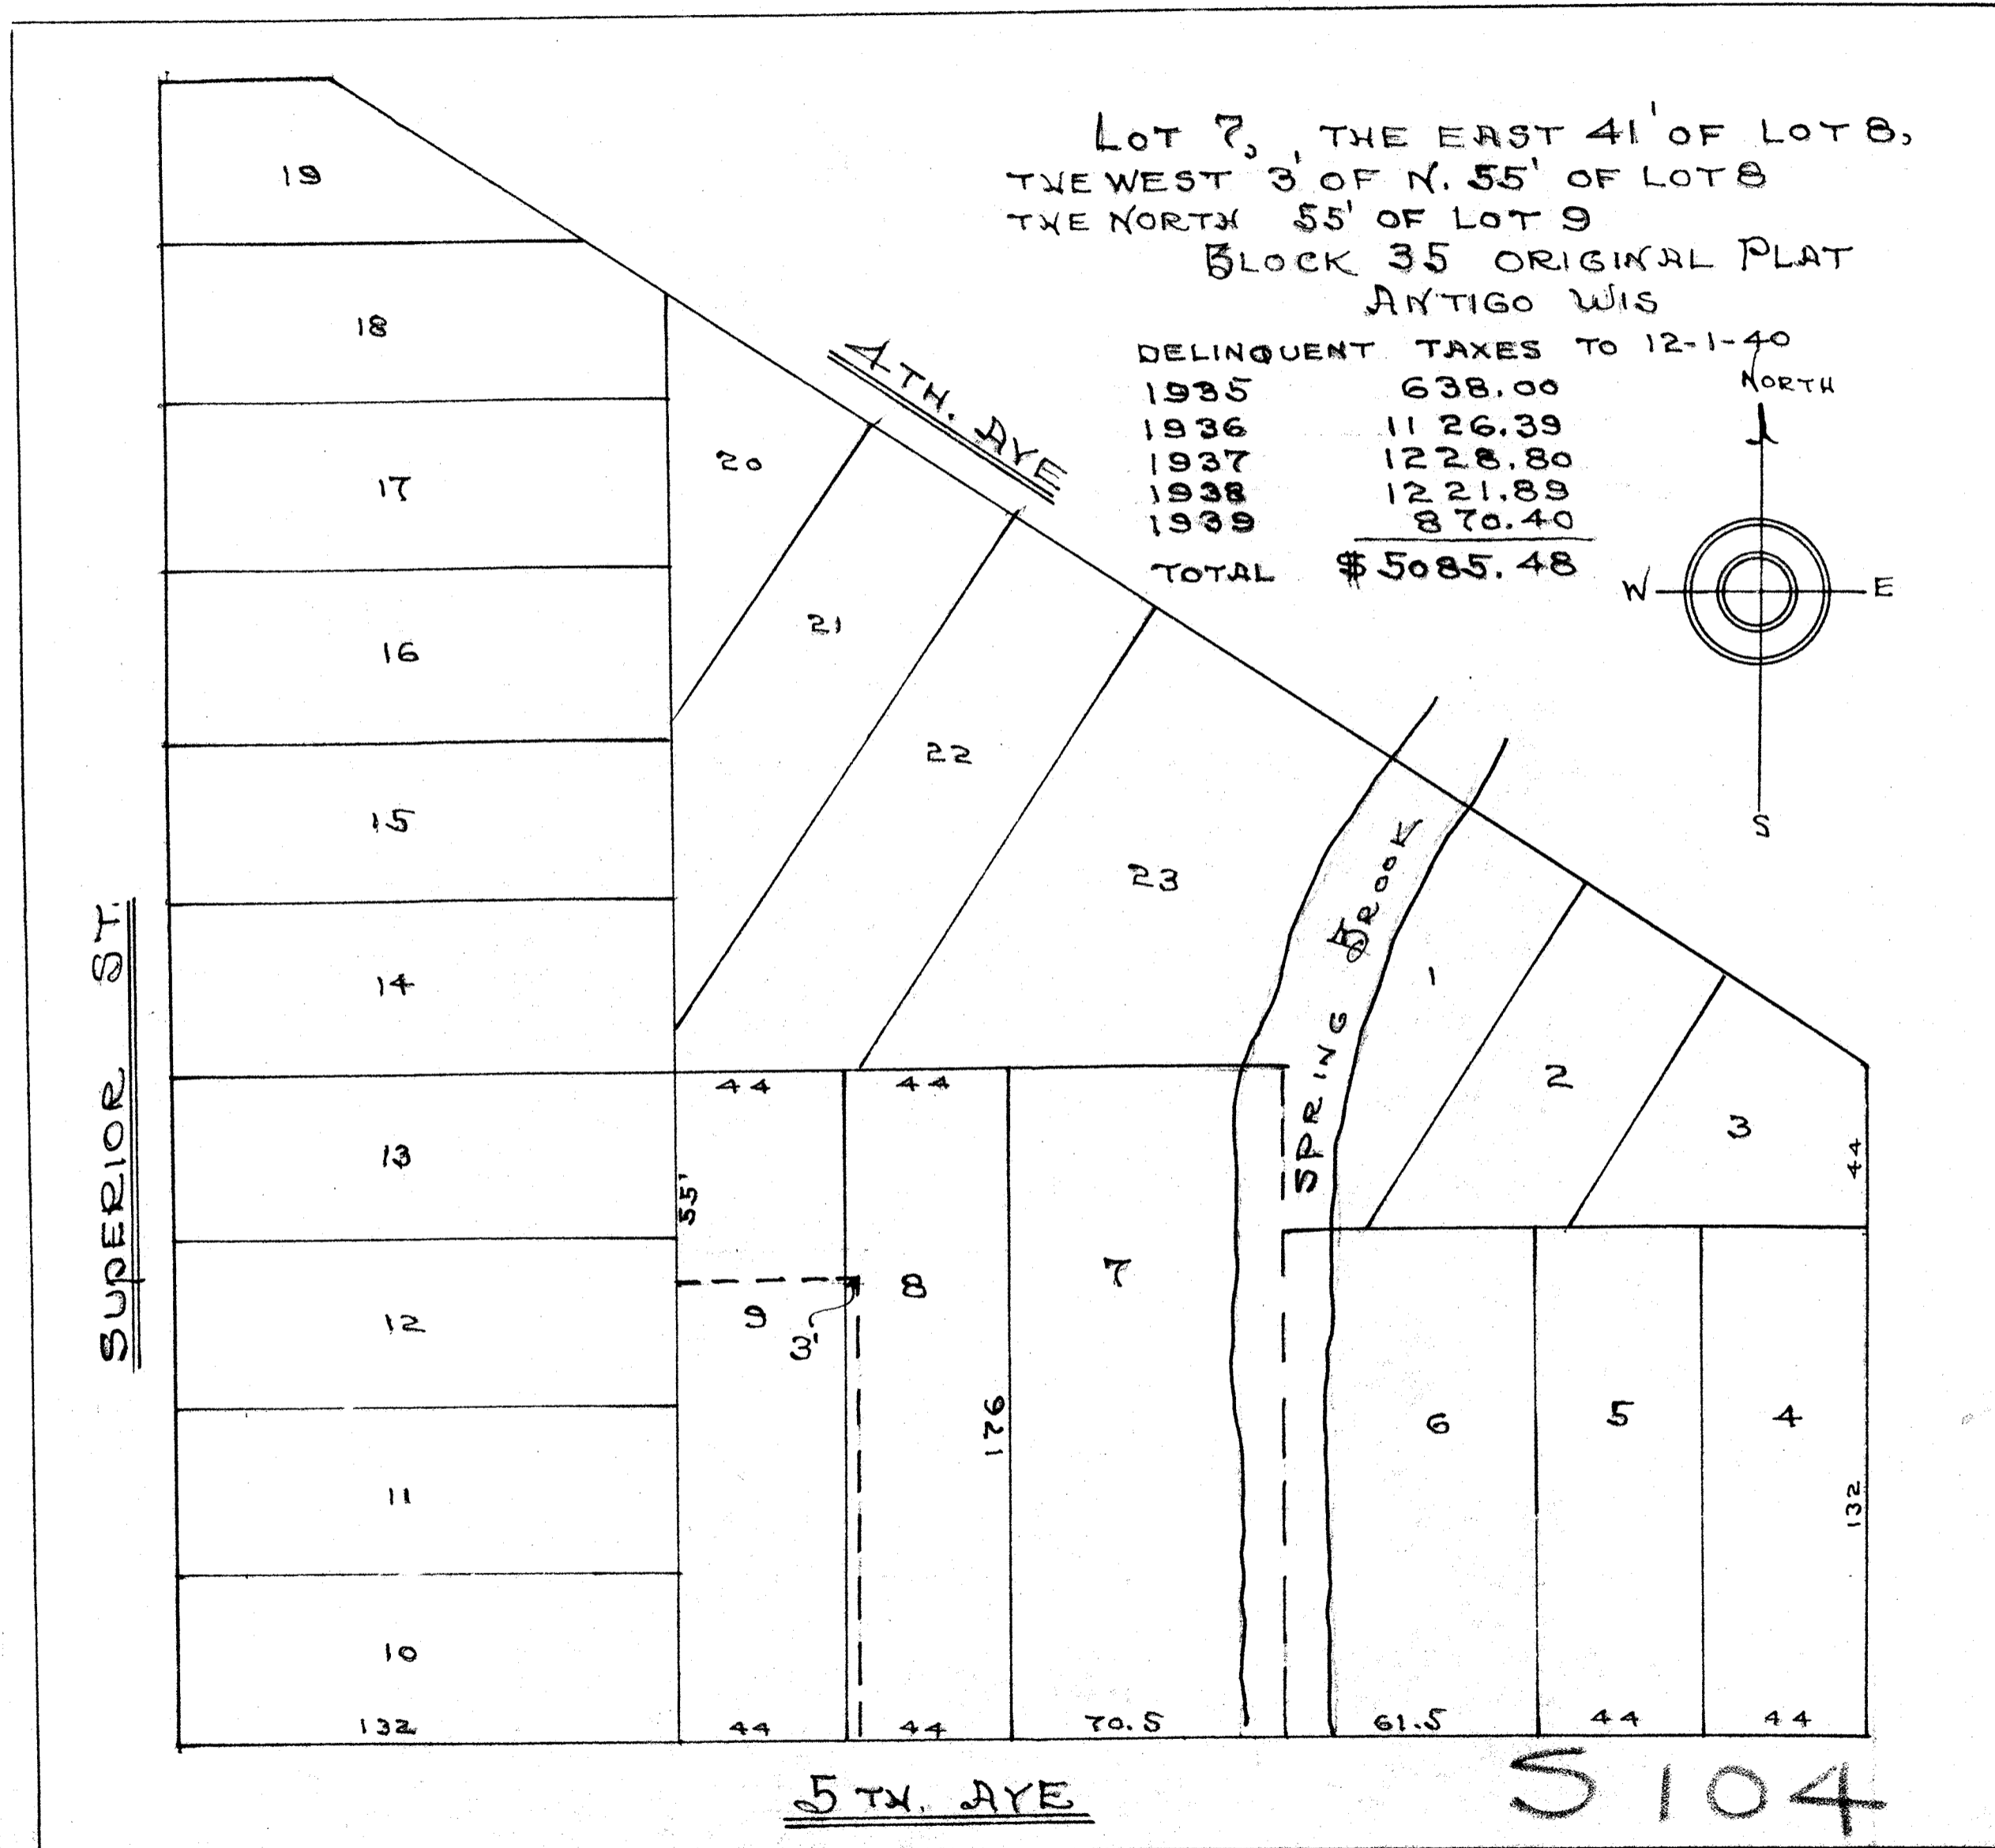 LOT 7, THE EAST 41' OF LOT 8,
THE WEST 3' OF N. 55' OF LOT 8
THE NORTH 55' OF LOT 9
BLOCK 35 ORIGINAL PLAT
ANTIGO WIS
DELINQUENT TAXES TO 12-1-40
1935 638.00
1936 1126.39
1937 1228.80
1938 1221.89
1939 870.40
TOTAL $5085.48
NORTH
W
E
S
4TH. AVE
19
18
17
16
15
14
13
12
11
10
132
20
21
22
23
SPRING BROOK
1
2
3
44
44
44
55'
9
3'
8
176
7
6
5
4
132
44
44
70.5
61.5
44
44
SUPERIOR ST.
5TH. AVE
S 104